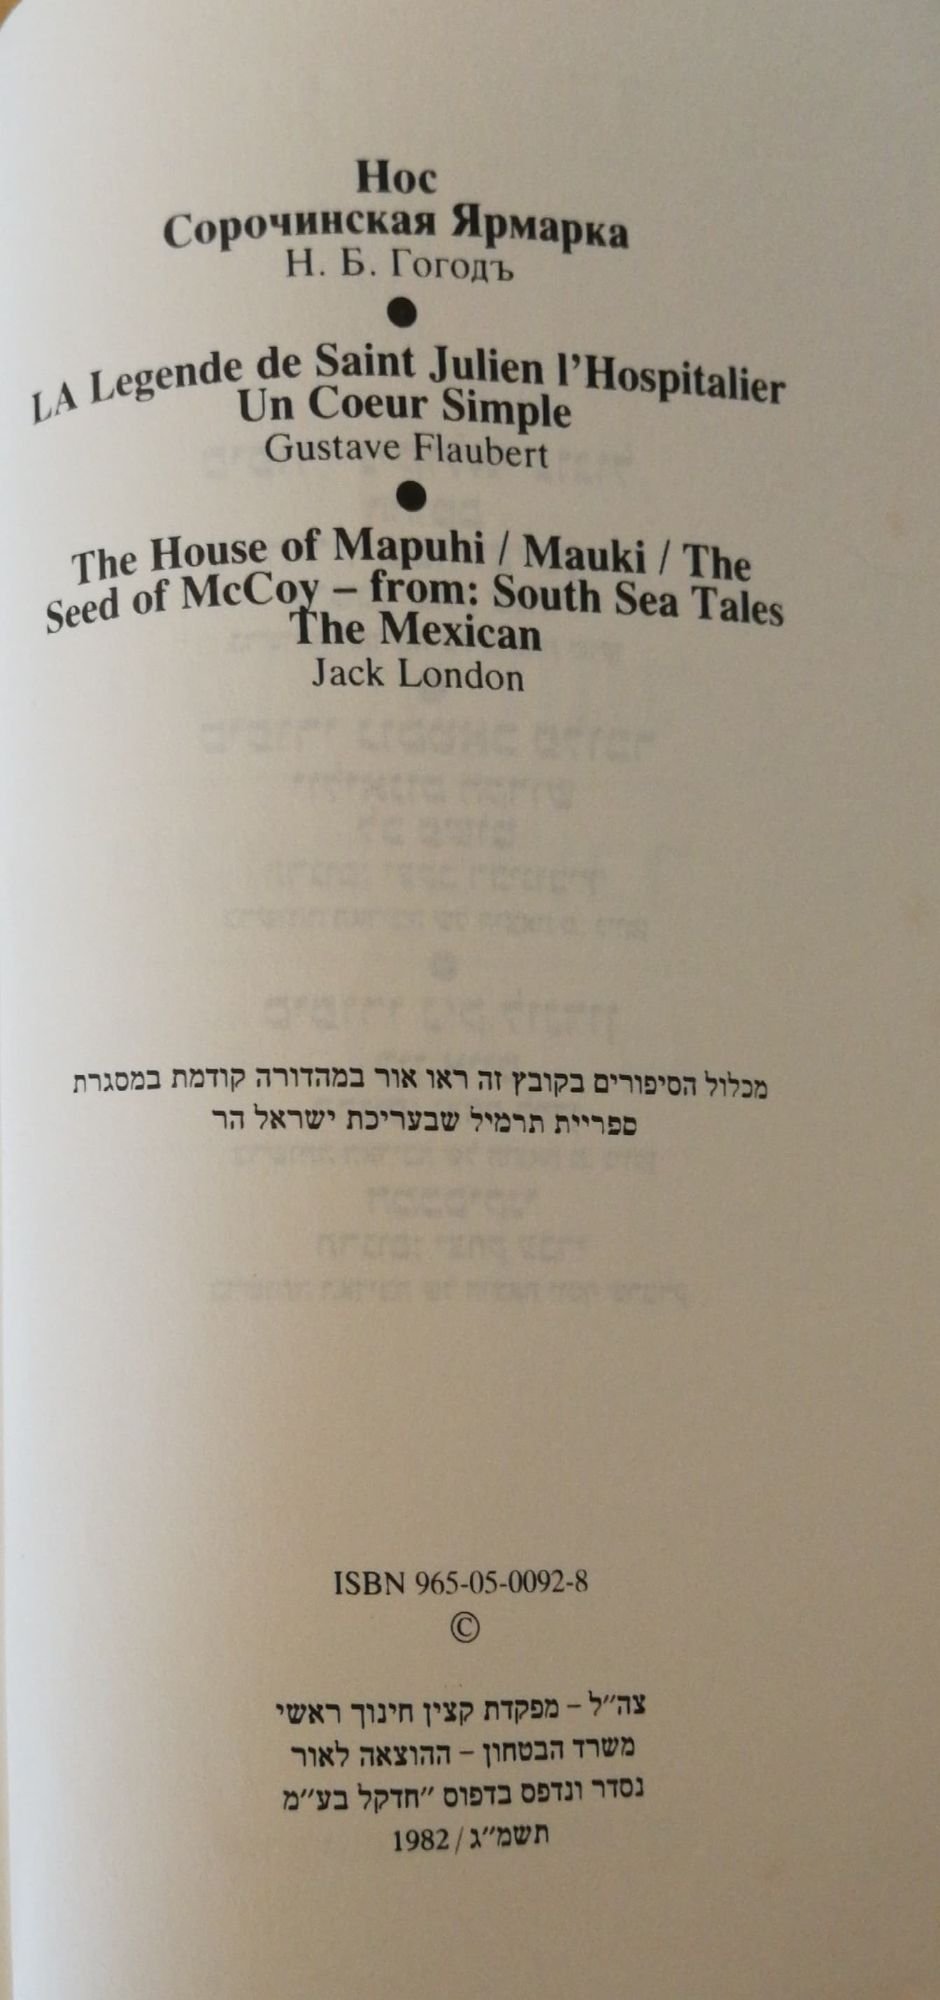 Нос
Сорочинская Ярмарка
Н. Б. Гогодъ
●
LA Legende de Saint Julien l'Hospitalier
Un Coeur Simple
Gustave Flaubert
●
The House of Mapuhi / Mauki / The
Seed of McCoy – from: South Sea Tales
The Mexican
Jack London
מכלול הסיפורים בקובץ זה ראו אור במהדורה קודמת במסגרת
ספריית תרמיל שבעריכת ישראל הר
ISBN 965-05-0092-8
©
צה״ל – מפקדת קצין חינוך ראשי
משרד הבטחון – ההוצאה לאור
נסדר ונדפס בדפוס ״חדקל בע״מ
תשמ״ג / 1982